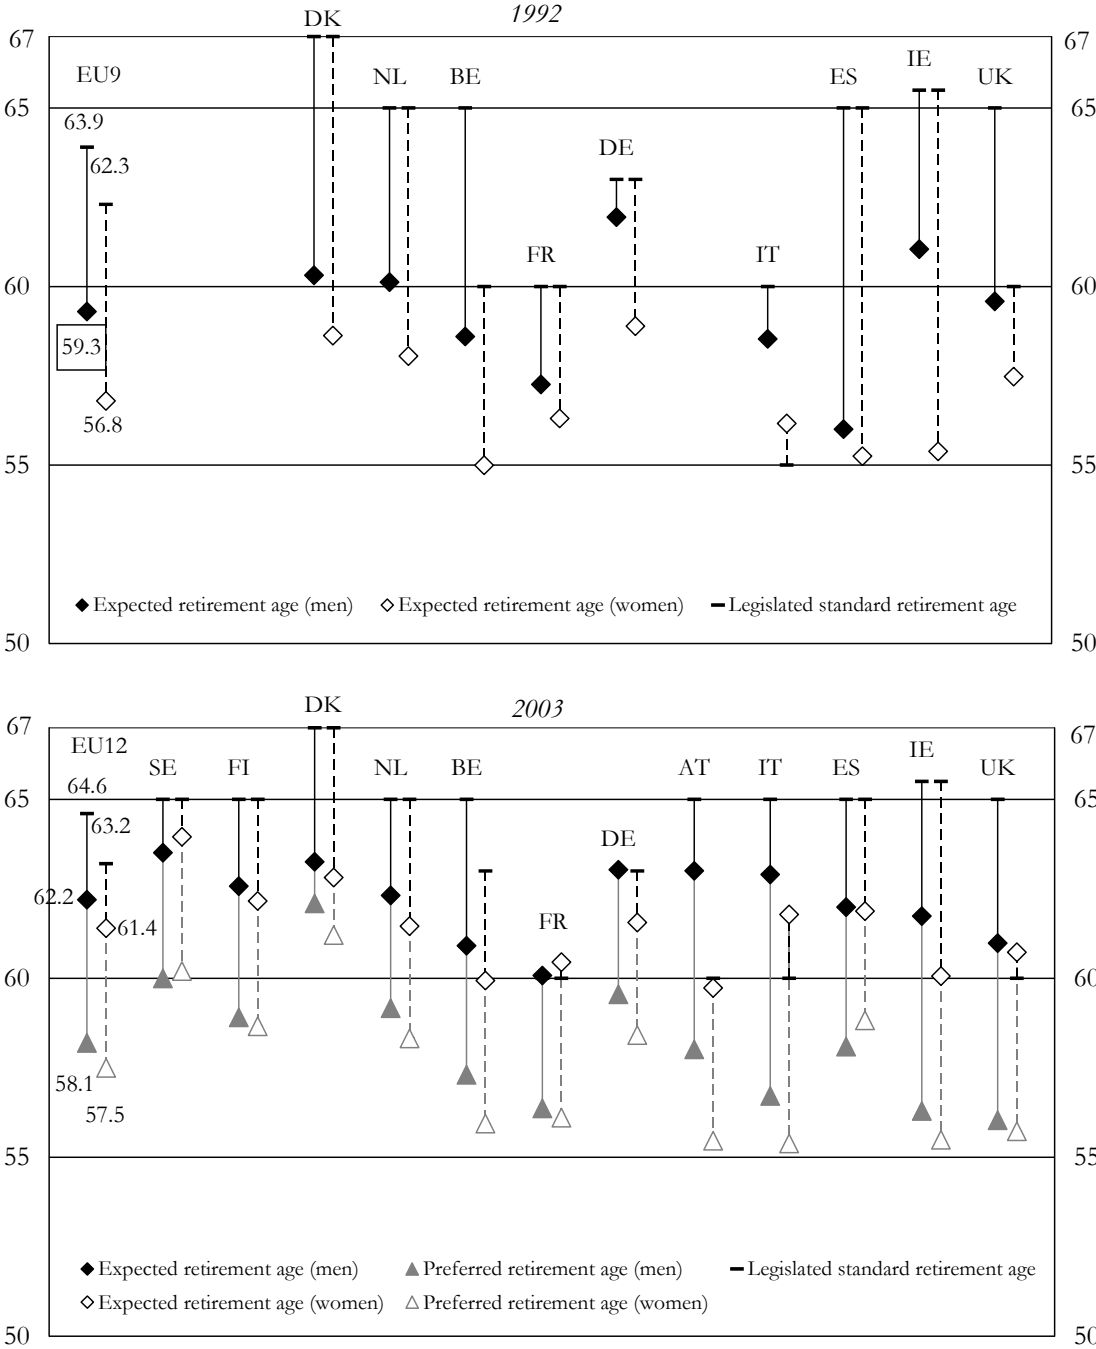 1992
DK
67
67
IE
EU9
NL
BE
ES
UK
65
65
63.9
DE
62.3
FR
IT
60
60
59.3
56.8
55
55
Expected retirement age (men)
Expected retirement age (women)
Legislated standard retirement age
50
50
2003
DK
67
67
EU12
IE
SE
FI
NL
BE
AT
IT
ES
UK
64.6
65
65
63.2
DE
62.2
61.4
FR
60
60
58.1
57.5
55
55
Expected retirement age (men)
Preferred retirement age (men)
Legislated standard retirement age
Expected retirement age (women)
Preferred retirement age (women)
50
50